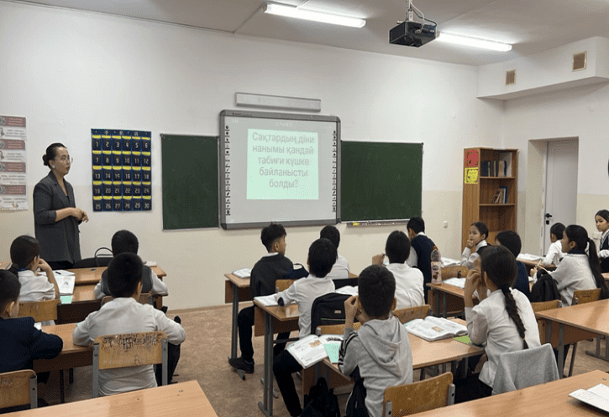 Сақтардың діни
нанымы қандай
табиғи күшке
байланысты
болды?